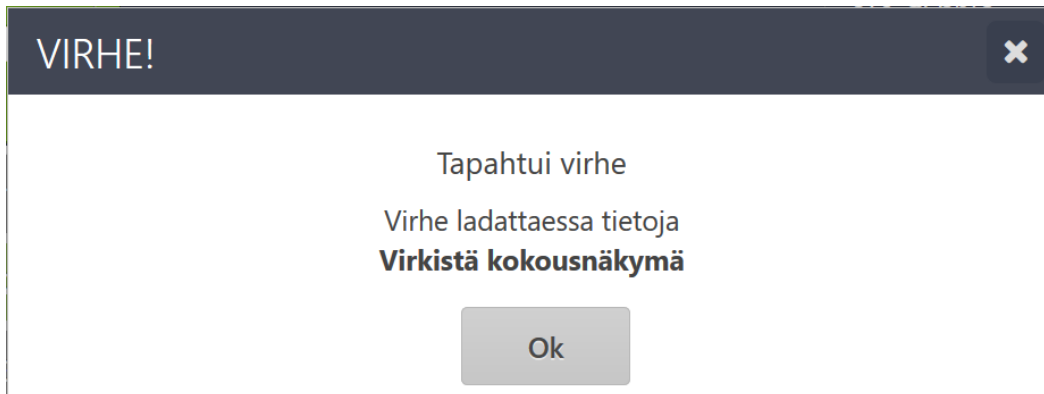 VIRHE!
Tapahtui virhe
Virhe ladattaessa tietoja
Virkistä kokousnäkymä
Ok